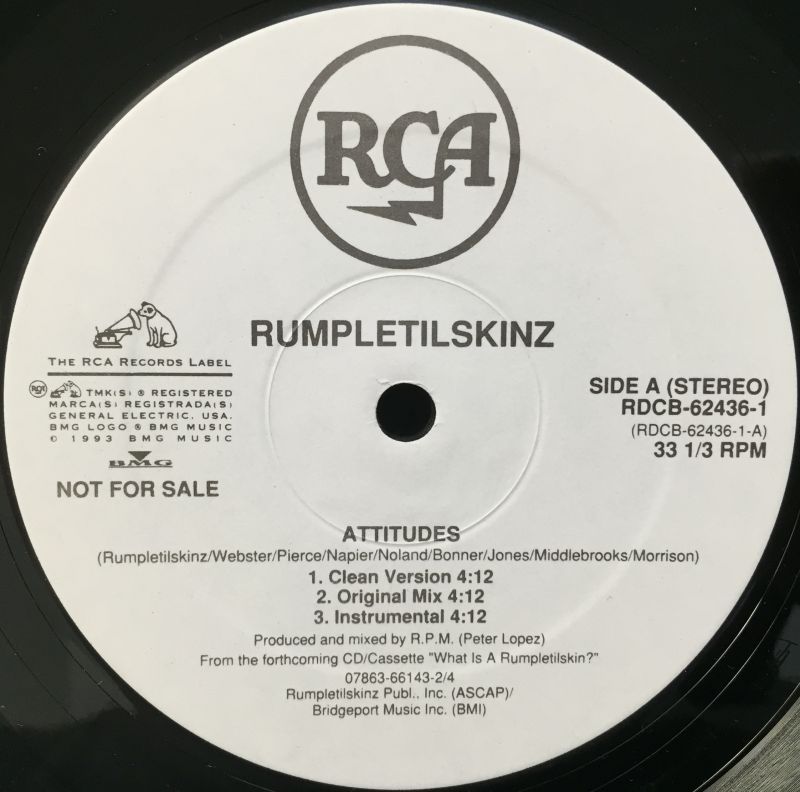 RCA
RUMPLETILSKINZ
THE RCA RECORDS LABEL
RCA TMK(S) ® REGISTERED
MARCA(S) REGISTRADA(S)
GENERAL ELECTRIC, USA.
BMG LOGO ® BMG MUSIC
© 1993 BMG MUSIC
BMG
NOT FOR SALE
SIDE A (STEREO)
RDCB-62436-1
(RDCB-62436-1-A)
33 1/3 RPM
ATTITUDES
(Rumpletilskinz/Webster/Pierce/Napier/Noland/Bonner/Jones/Middlebrooks/Morrison)
1. Clean Version 4:12
2. Original Mix 4:12
3. Instrumental 4:12
Produced and mixed by R.P.M. (Peter Lopez)
From the forthcoming CD/Cassette "What Is A Rumpletilskin?"
07863-66143-2/4
Rumpletilskinz Publ., Inc. (ASCAP)/
Bridgeport Music Inc. (BMI)